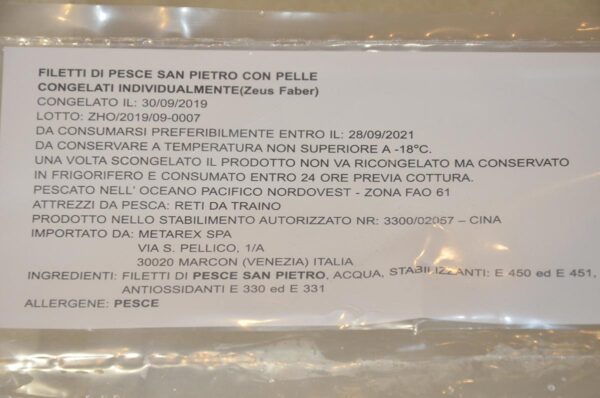 FILETTI DI PESCE SAN PIETRO CON PELLE
CONGELATI INDIVIDUALMENTE(Zeus Faber)
CONGELATO IL: 30/09/2019
LOTTO: ZHO/2019/09-0007
DA CONSUMARSI PREFERIBILMENTE ENTRO IL: 28/09/2021
DA CONSERVARE A TEMPERATURA NON SUPERIORE A -18°C.
UNA VOLTA SCONGELATO IL PRODOTTO NON VA RICONGELATO MA CONSERVATO
IN FRIGORIFERO E CONSUMATO ENTRO 24 ORE PREVIA COTTURA.
PESCATO NELL' OCEANO PACIFICO NORDOVEST - ZONA FAO 61
ATTREZZI DA PESCA: RETI DA TRAINO
PRODOTTO NELLO STABILIMENTO AUTORIZZATO NR: 3300/02057 – CINA
IMPORTATO DA: METAREX SPA
VIA S. PELLICO, 1/A
30020 MARCON (VENEZIA) ITALIA
INGREDIENTI: FILETTI DI PESCE SAN PIETRO, ACQUA, STABILIZZANTI: E 450 ed E 451,
ANTIOSSIDANTI E 330 ed E 331
ALLERGENE: PESCE